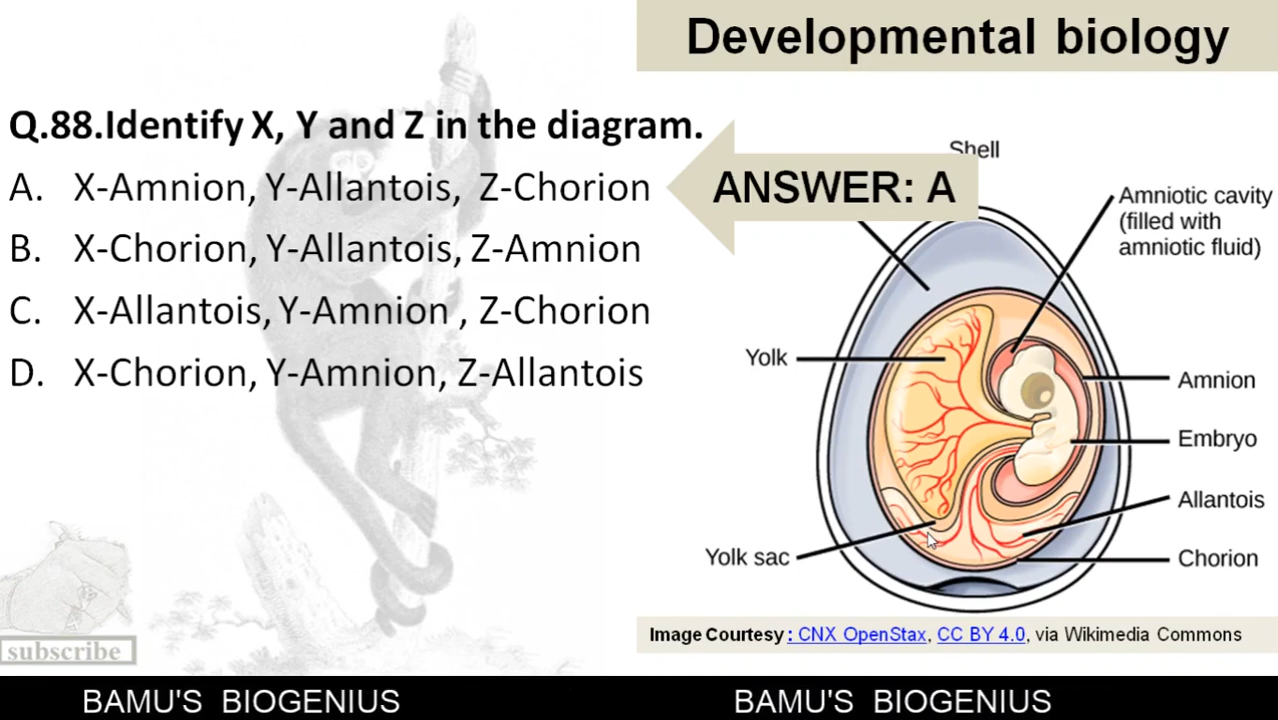 Developmental biology
Q.88.Identify X, Y and Z in the diagram.
A. X-Amnion, Y-Allantois, Z-Chorion
B. X-Chorion, Y-Allantois, Z-Amnion
C. X-Allantois, Y-Amnion , Z-Chorion
D. X-Chorion, Y-Amnion, Z-Allantois
ANSWER: A
Shell
Amniotic cavity
(filled with
amniotic fluid)
Yolk
Amnion
Embryo
Allantois
Yolk sac
Chorion
Image Courtesy : CNX OpenStax, CC BY 4.0, via Wikimedia Commons
subscribe
BAMU'S BIOGENIUS
BAMU'S BIOGENIUS